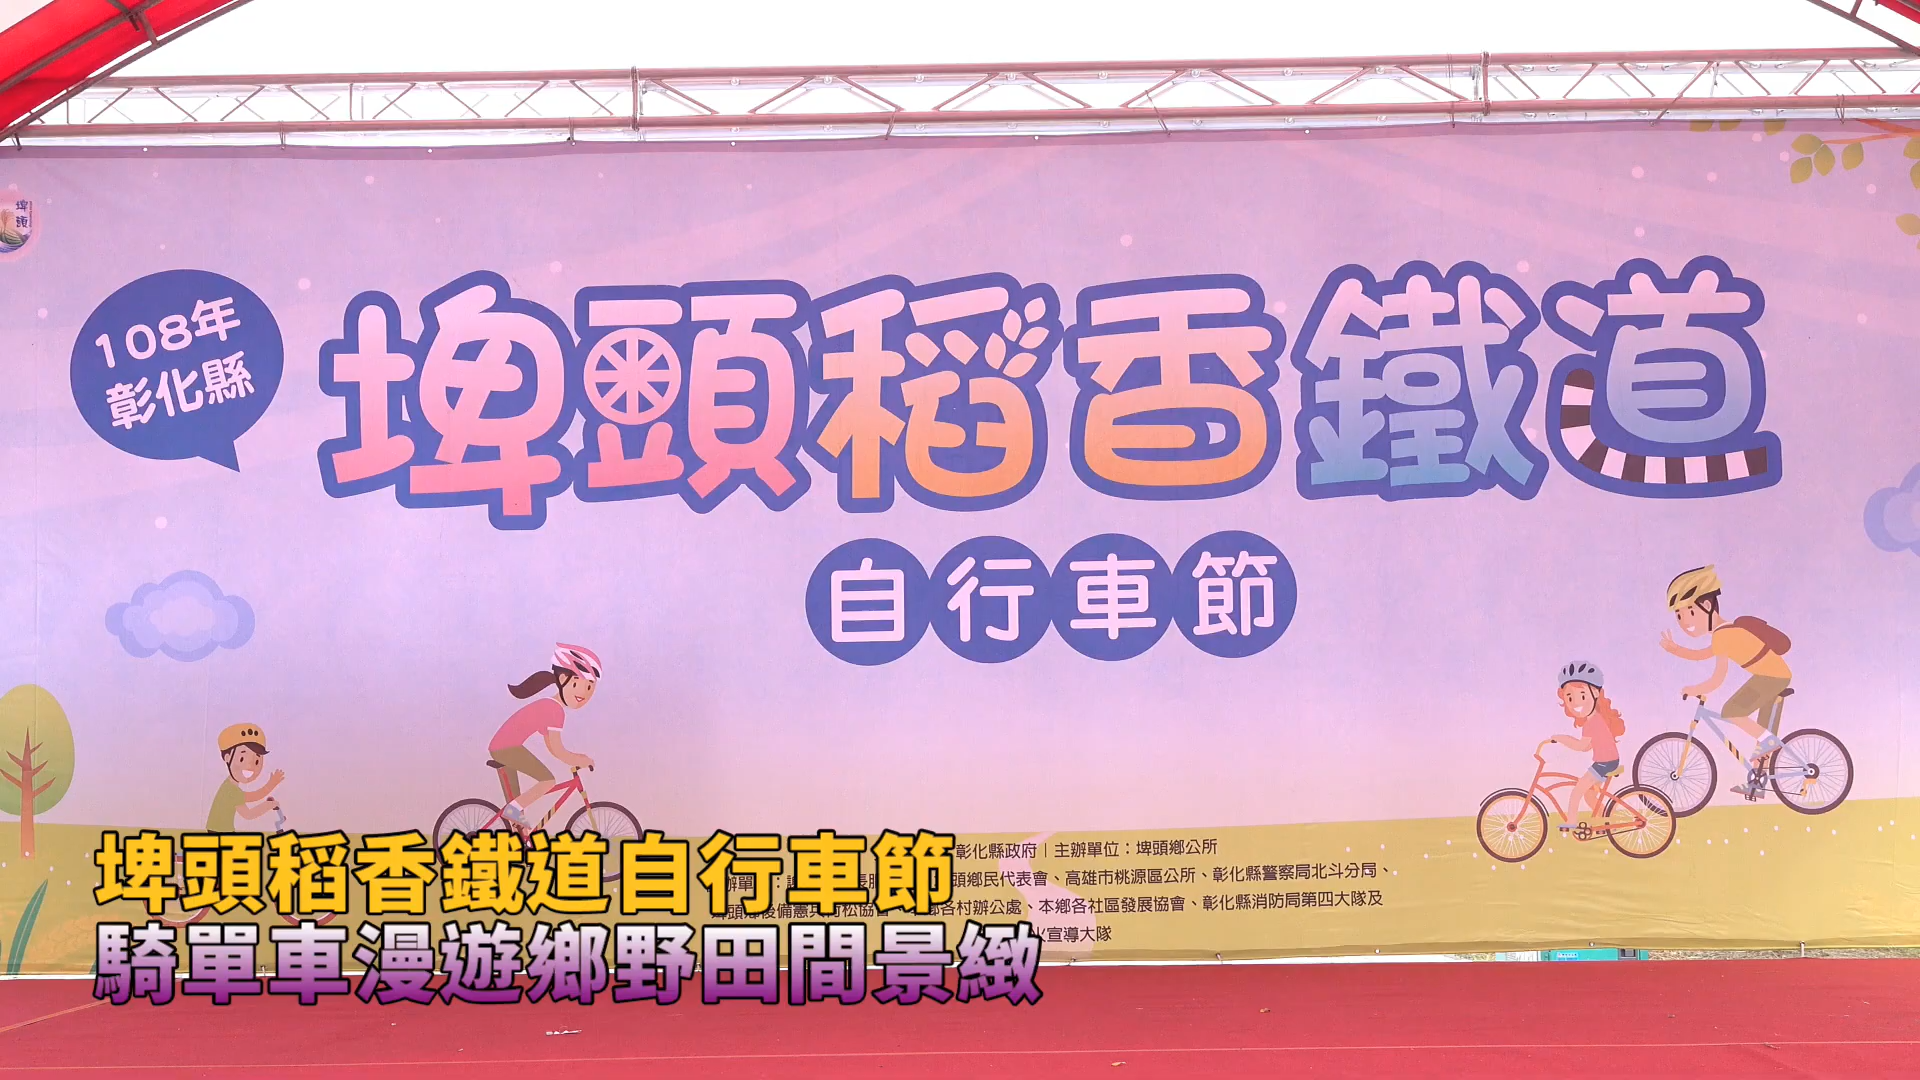 埤頭
108年
彰化縣
埤頭稻香鐵道
自行車節
彰化縣政府｜主辦單位：埤頭鄉公所
頭鄉民代表會、高雄市桃源區公所、彰化縣警察局北斗分局、
各村辦公處、本鄉各社區發展協會、彰化縣消防局第四大隊及
火宣導大隊
埤頭稻香鐵道自行車節
騎單車漫遊鄉野田間景緻